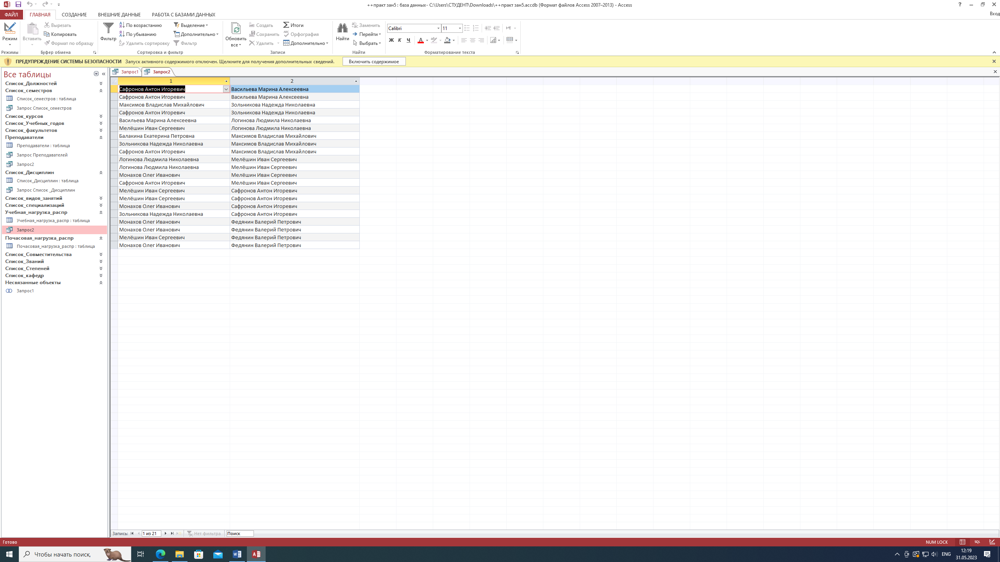 ++практ зан5 : база данных- C:\Users\СТУДЕНТ\Downloads\++практ зан5.accdb (Формат файлов Access 2007–2013) - Access
?
ФАЙЛ ГЛАВНАЯ СОЗДАНИЕ ВНЕШНИЕ ДАННЫЕ РАБОТА С БАЗАМИ ДАННЫХ
Вход
Режим
Режимы
Вставить
Вырезать
Копировать
Формат по образцу
Буфер обмена
Фильтр
По возрастанию
По убыванию
Удалить сортировку
Выделение
Дополнительно
Фильтр
Сортировка и фильтр
Обновить
все
Создать
Сохранить
Удалить
Итоги
Орфография
Дополнительно
Записи
Найти
Заменить
Перейти
Выбрать
Найти
Calibri 11
Ж К Ч
Форматирование текста
ПРЕДУПРЕЖДЕНИЕ СИСТЕМЫ БЕЗОПАСНОСТИ Запуск активного содержимого отключен. Щелкните для получения дополнительных сведений. Включить содержимое
Все таблицы
Список_Должностей
Список_семестров
Список_семестров : таблица
Запрос Список_семестров
Список_курсов
Список_Учебных_годов
Список_факультетов
Преподаватели
Преподаватели : таблица
Запрос Преподавателей
Запрос2
Список_Дисциплин
Список_Дисциплин : таблица
Запрос Список _Дисциплин
Список_видов_занятий
Список_специализаций
Учебная_нагрузка_распр
Учебная_нагрузка_распр : таблица
Запрос2
Почасовая_нагрузка_распр
Почасовая_нагрузка_распр : таблица
Список_Совместительства
Список_Званий
Список_Степеней
Список_кафедр
Несвязанные объекты
Запрос1
Запрос1 Запрос2
1 2
Сафронов Антон Игоревич Васильева Марина Алексеевна
Сафронов Антон Игоревич Васильева Марина Алексеевна
Максимов Владислав Михайлович Зольникова Надежда Николаевна
Сафронов Антон Игоревич Зольникова Надежда Николаевна
Васильева Марина Алексеевна Логинова Людмила Николаевна
Мелёшин Иван Сергеевич Логинова Людмила Николаевна
Балакина Екатерина Петровна Максимов Владислав Михайлович
Зольникова Надежда Николаевна Максимов Владислав Михайлович
Сафронов Антон Игоревич Максимов Владислав Михайлович
Логинова Людмила Николаевна Мелёшин Иван Сергеевич
Логинова Людмила Николаевна Мелёшин Иван Сергеевич
Монахов Олег Иванович Мелёшин Иван Сергеевич
Сафронов Антон Игоревич Мелёшин Иван Сергеевич
Мелёшин Иван Сергеевич Сафронов Антон Игоревич
Мелёшин Иван Сергеевич Сафронов Антон Игоревич
Монахов Олег Иванович Сафронов Антон Игоревич
Зольникова Надежда Николаевна Сафронов Антон Игоревич
Монахов Олег Иванович Федянин Валерий Петрович
Монахов Олег Иванович Федянин Валерий Петрович
Мелёшин Иван Сергеевич Федянин Валерий Петрович
Монахов Олег Иванович Федянин Валерий Петрович
Запись: 1 из 21 Нет фильтра Поиск
Готово
NUM LOCK SQL
Чтобы начать поиск,
ENG
12:19
31.05.2023